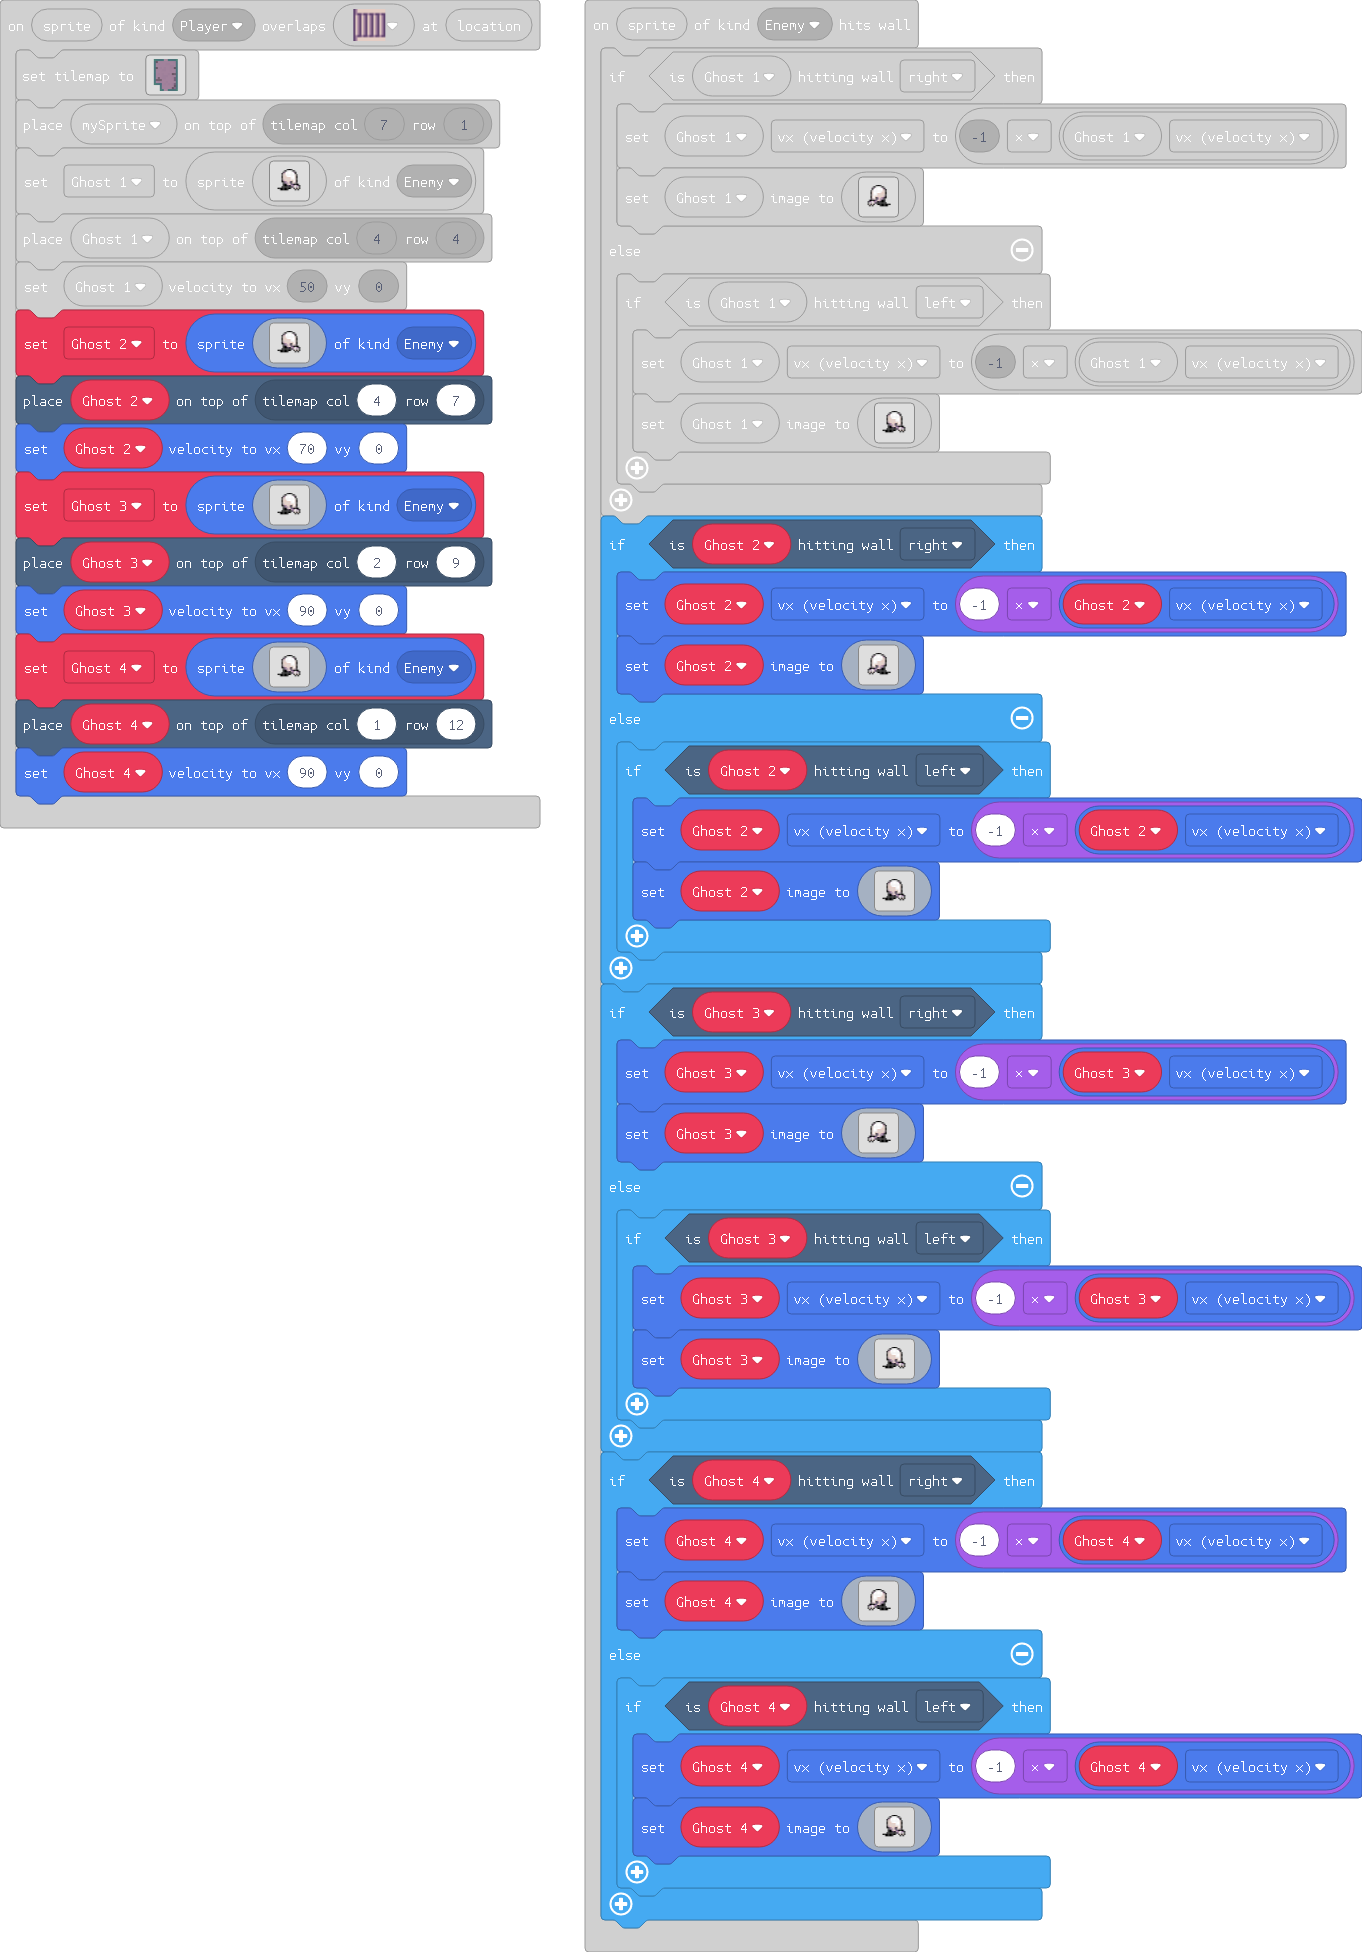 on sprite of kind Player overlaps at location
set tilemap to
place mySprite on top of tilemap col 7 row 1
set Ghost 1 to sprite of kind Enemy
place Ghost 1 on top of tilemap col 4 row 4
set Ghost 1 velocity to vx 50 vy 0
set Ghost 2 to sprite of kind Enemy
place Ghost 2 on top of tilemap col 4 row 7
set Ghost 2 velocity to vx 70 vy 0
set Ghost 3 to sprite of kind Enemy
place Ghost 3 on top of tilemap col 2 row 9
set Ghost 3 velocity to vx 90 vy 0
set Ghost 4 to sprite of kind Enemy
place Ghost 4 on top of tilemap col 1 row 12
set Ghost 4 velocity to vx 90 vy 0
on sprite of kind Enemy hits wall
if is Ghost 1 hitting wall right then
set Ghost 1 vx (velocity x) to -1 × Ghost 1 vx (velocity x)
set Ghost 1 image to
else
if is Ghost 1 hitting wall left then
set Ghost 1 vx (velocity x) to -1 × Ghost 1 vx (velocity x)
set Ghost 1 image to
if is Ghost 2 hitting wall right then
set Ghost 2 vx (velocity x) to -1 × Ghost 2 vx (velocity x)
set Ghost 2 image to
else
if is Ghost 2 hitting wall left then
set Ghost 2 vx (velocity x) to -1 × Ghost 2 vx (velocity x)
set Ghost 2 image to
if is Ghost 3 hitting wall right then
set Ghost 3 vx (velocity x) to -1 × Ghost 3 vx (velocity x)
set Ghost 3 image to
else
if is Ghost 3 hitting wall left then
set Ghost 3 vx (velocity x) to -1 × Ghost 3 vx (velocity x)
set Ghost 3 image to
if is Ghost 4 hitting wall right then
set Ghost 4 vx (velocity x) to -1 × Ghost 4 vx (velocity x)
set Ghost 4 image to
else
if is Ghost 4 hitting wall left then
set Ghost 4 vx (velocity x) to -1 × Ghost 4 vx (velocity x)
set Ghost 4 image to